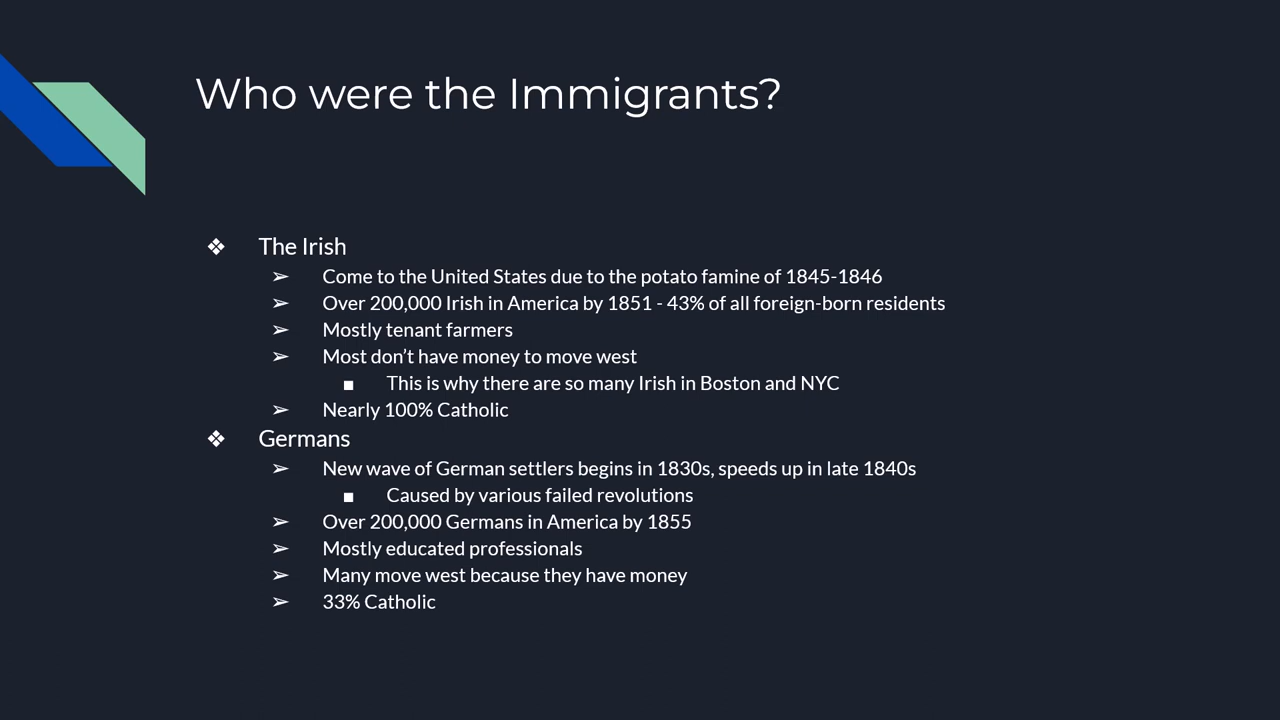 Who were the Immigrants?
❖ The Irish
➢ Come to the United States due to the potato famine of 1845-1846
➢ Over 200,000 Irish in America by 1851 - 43% of all foreign-born residents
➢ Mostly tenant farmers
➢ Most don’t have money to move west
■ This is why there are so many Irish in Boston and NYC
➢ Nearly 100% Catholic
❖ Germans
➢ New wave of German settlers begins in 1830s, speeds up in late 1840s
■ Caused by various failed revolutions
➢ Over 200,000 Germans in America by 1855
➢ Mostly educated professionals
➢ Many move west because they have money
➢ 33% Catholic